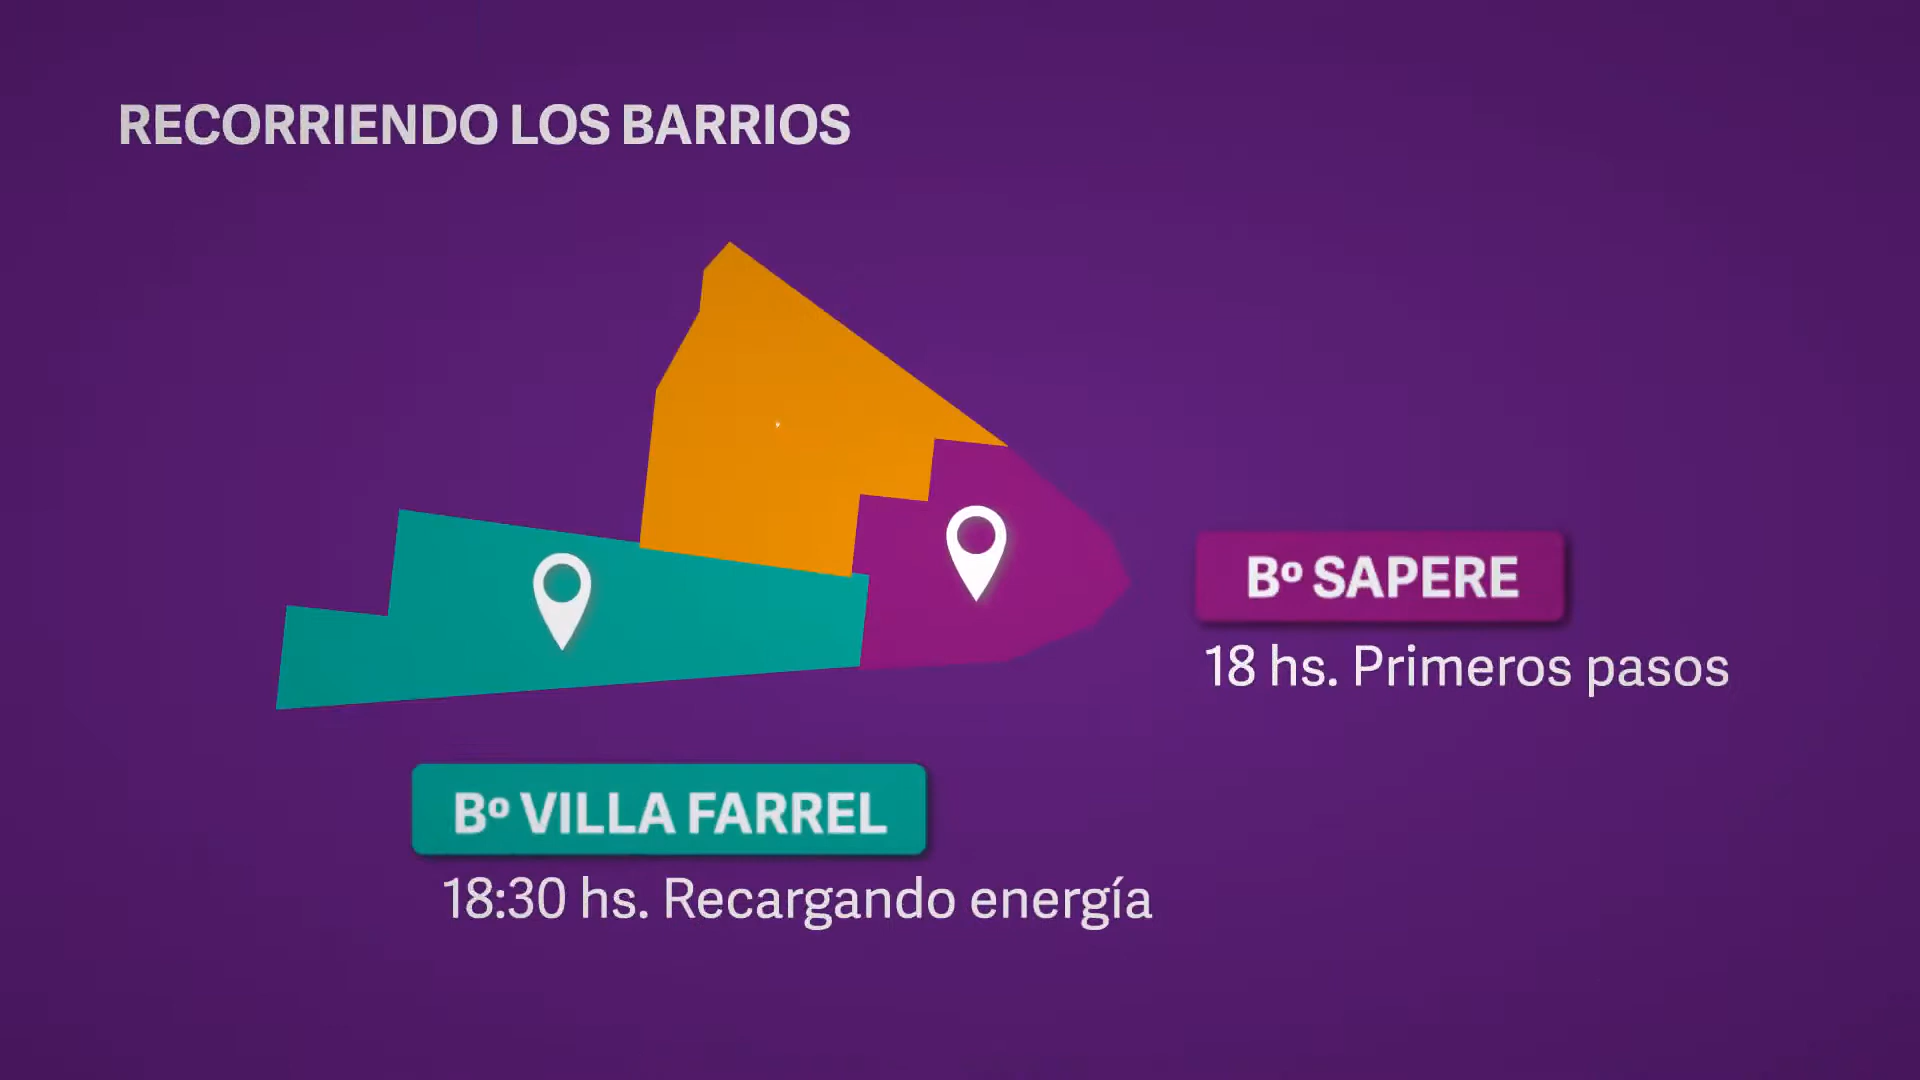 RECORRIENDO LOS BARRIOS
Bº SAPERE
18 hs. Primeros pasos
Bº VILLA FARREL
18:30 hs. Recargando energía